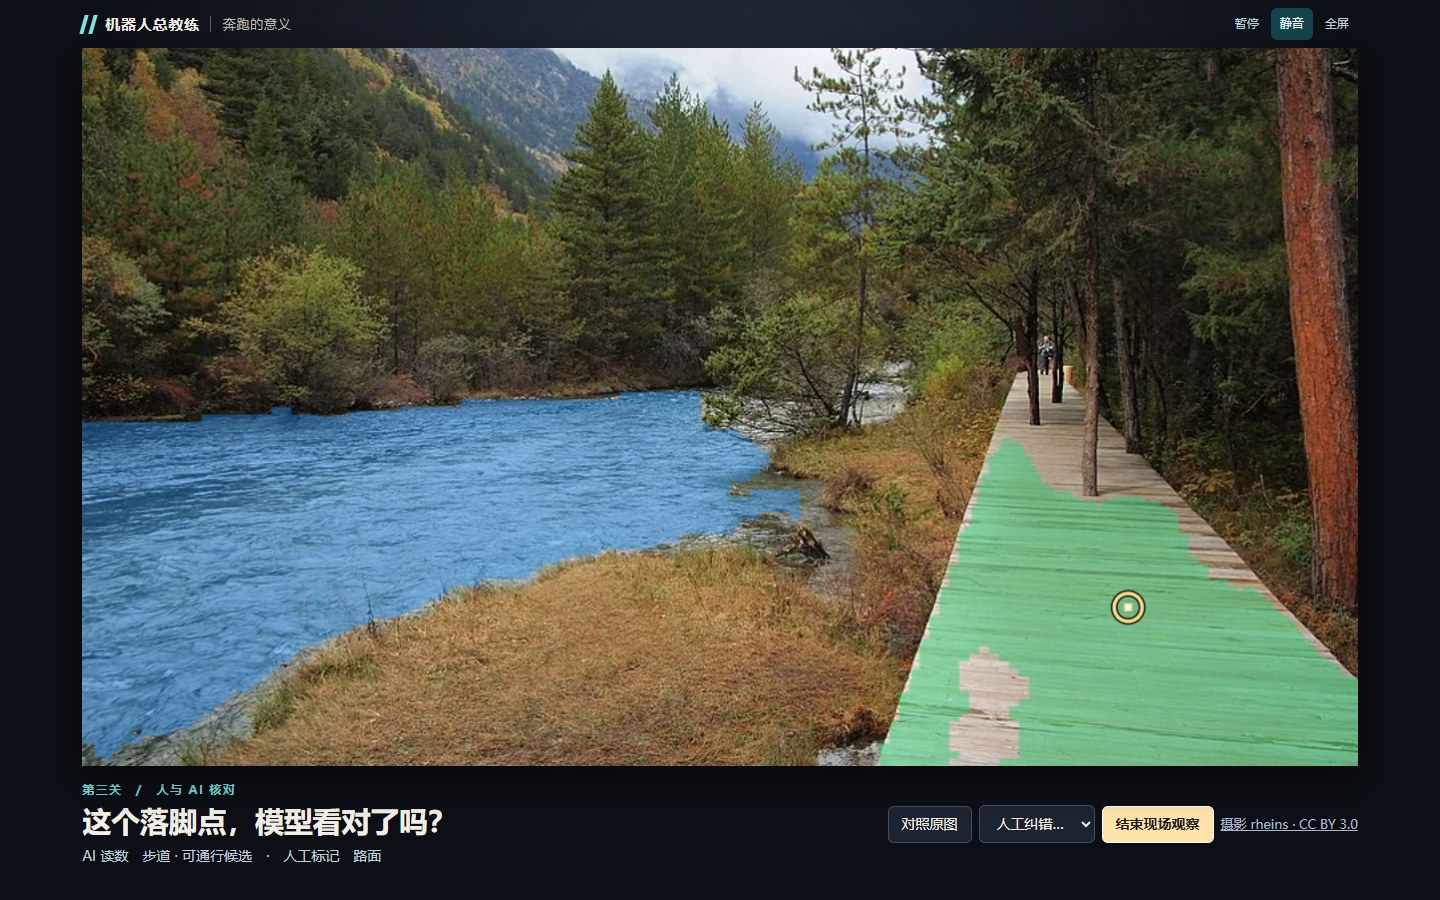 机器人总教练 奔跑的意义 暂停 静音 全屏
第三关 / 人与 AI 核对
这个落脚点，模型看对了吗？
AI 读数 步道 · 可通行候选 · 人工标记 路面
对照原图 人工纠错... 结束现场观察 摄影 rheins · CC BY 3.0